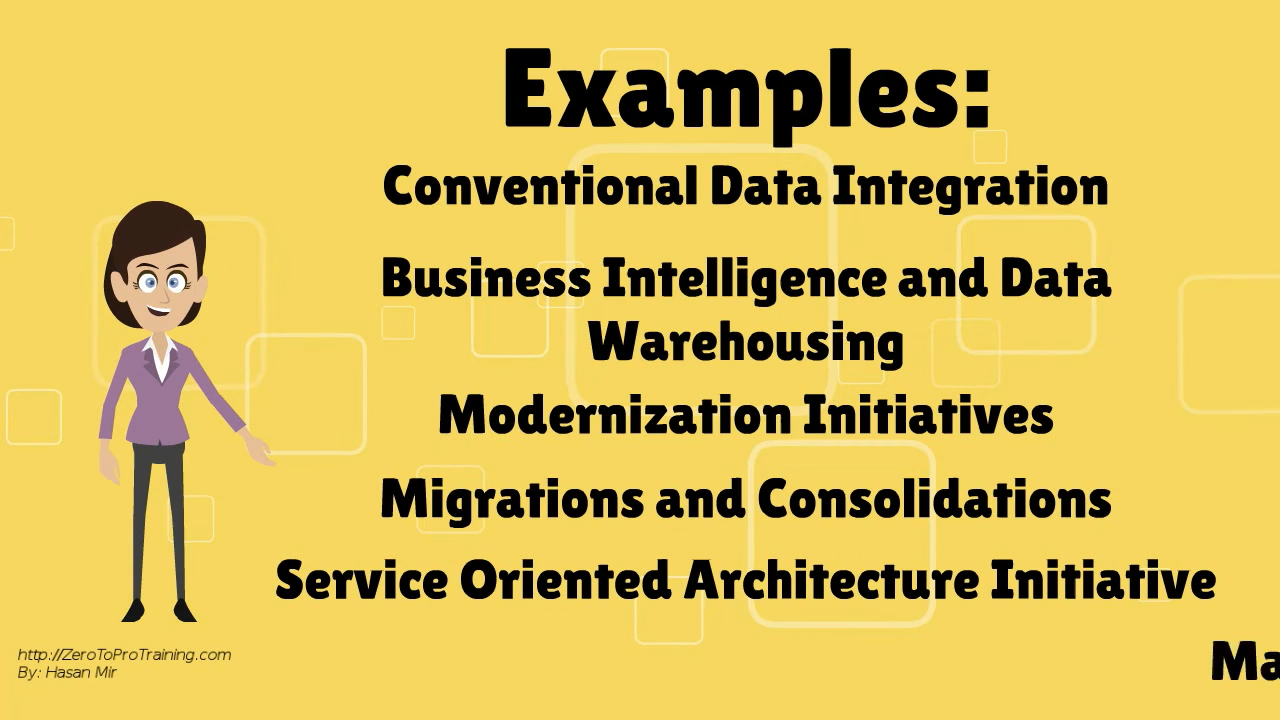 Examples:
Conventional Data Integration
Business Intelligence and Data
Warehousing
Modernization Initiatives
Migrations and Consolidations
Service Oriented Architecture Initiative
http://ZeroToProTraining.com
By: Hasan Mir